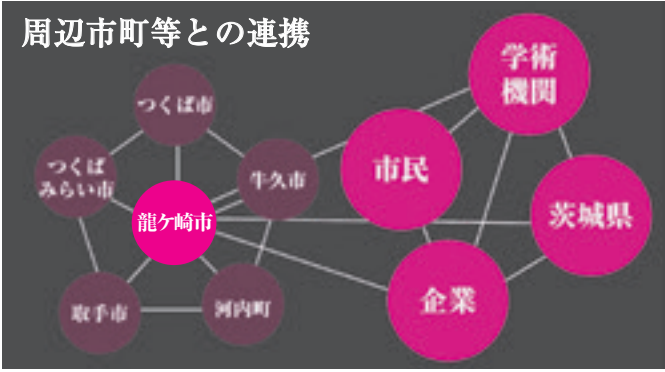 周辺市町等との連携
学術
機関
つくば市
市民
牛久市
つくば
みらい市
龍ケ崎市
茨城県
企業
取手市
河内町